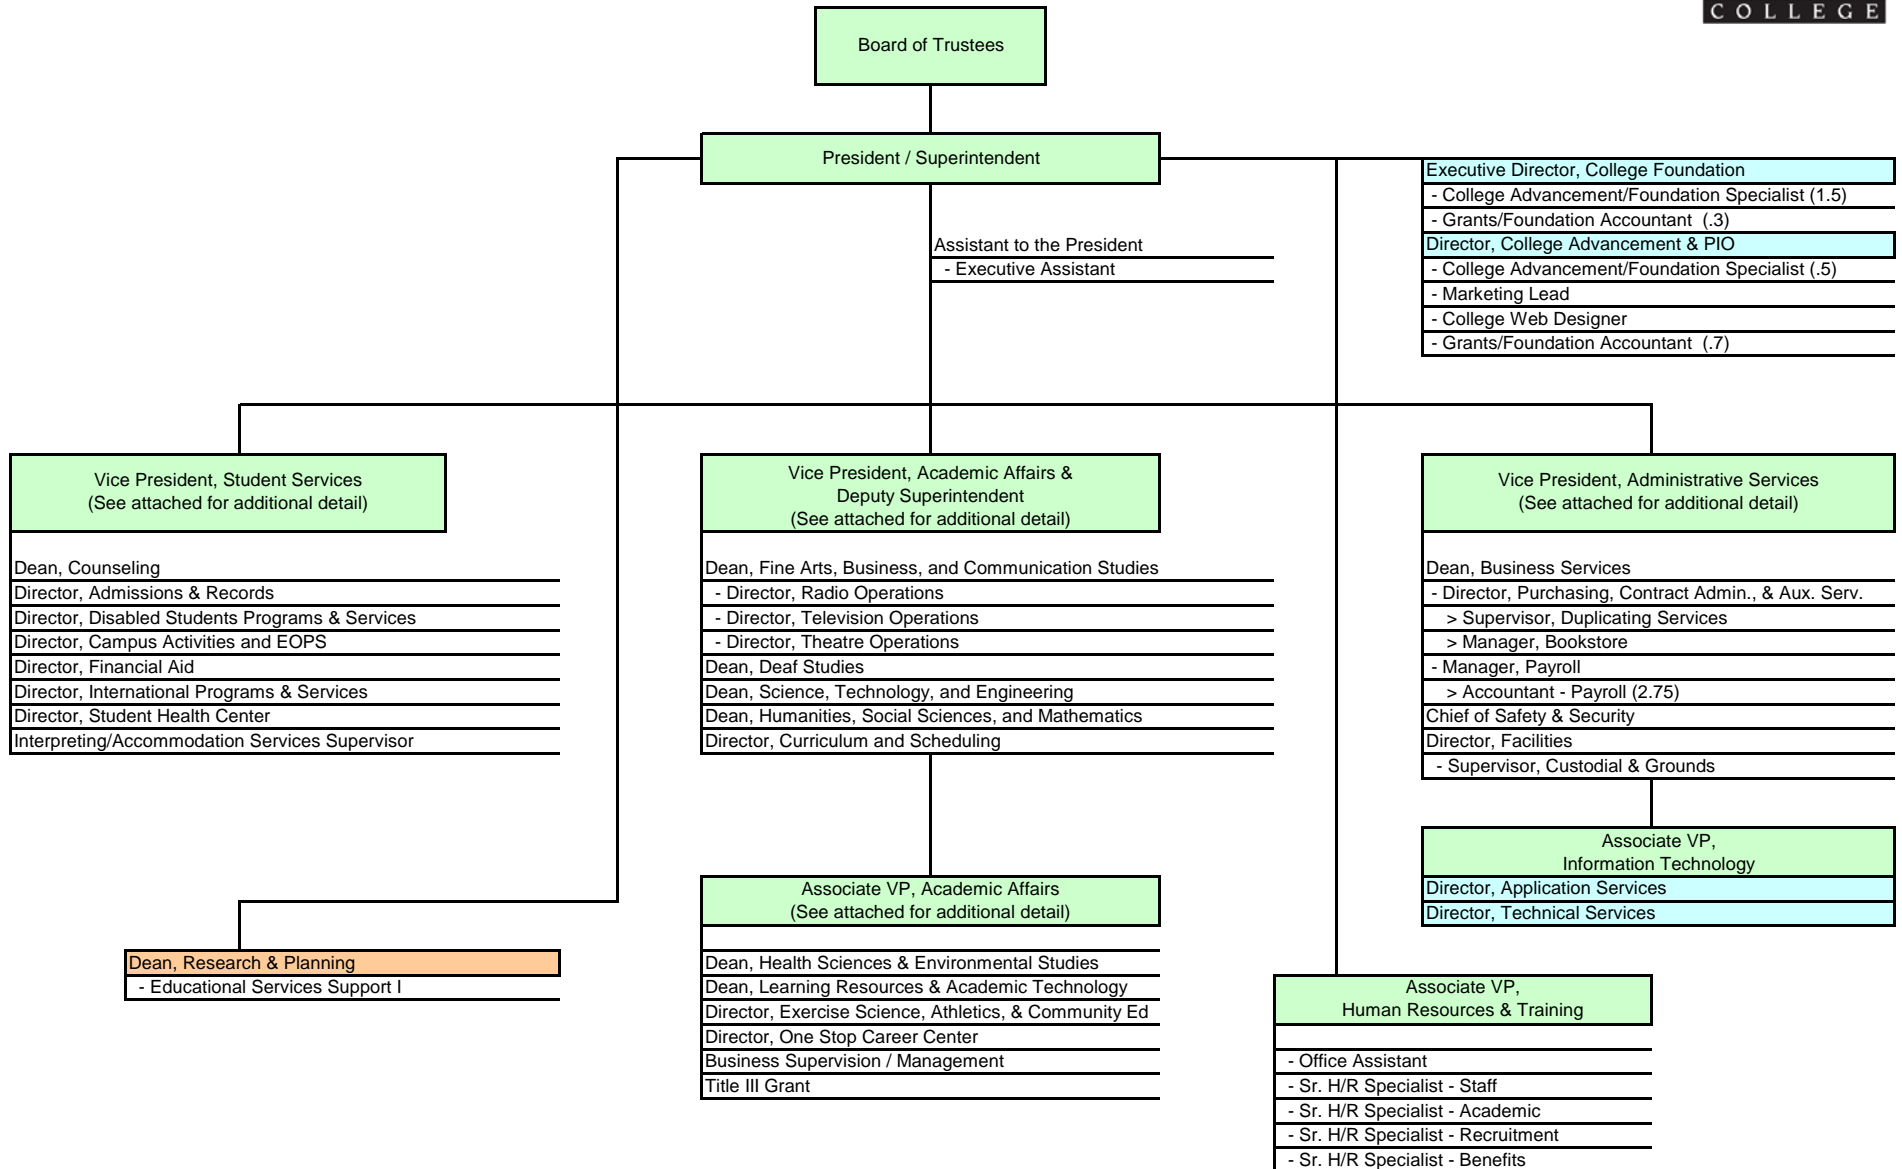 COLLEGE
Board of Trustees
President / Superintendent
Executive Director, College Foundation
- College Advancement/Foundation Specialist (1.5)
- Grants/Foundation Accountant (.3)
Director, College Advancement & PIO
- College Advancement/Foundation Specialist (.5)
- Marketing Lead
- College Web Designer
- Grants/Foundation Accountant (.7)
Assistant to the President
- Executive Assistant
Vice President, Student Services
(See attached for additional detail)
Dean, Counseling
Director, Admissions & Records
Director, Disabled Students Programs & Services
Director, Campus Activities and EOPS
Director, Financial Aid
Director, International Programs & Services
Director, Student Health Center
Interpreting/Accommodation Services Supervisor
Vice President, Academic Affairs &
Deputy Superintendent
(See attached for additional detail)
Dean, Fine Arts, Business, and Communication Studies
- Director, Radio Operations
- Director, Television Operations
- Director, Theatre Operations
Dean, Deaf Studies
Dean, Science, Technology, and Engineering
Dean, Humanities, Social Sciences, and Mathematics
Director, Curriculum and Scheduling
Vice President, Administrative Services
(See attached for additional detail)
Dean, Business Services
- Director, Purchasing, Contract Admin., & Aux. Serv.
> Supervisor, Duplicating Services
> Manager, Bookstore
- Manager, Payroll
> Accountant - Payroll (2.75)
Chief of Safety & Security
Director, Facilities
- Supervisor, Custodial & Grounds
Associate VP,
Information Technology
Director, Application Services
Director, Technical Services
Associate VP, Academic Affairs
(See attached for additional detail)
Dean, Health Sciences & Environmental Studies
Dean, Learning Resources & Academic Technology
Director, Exercise Science, Athletics, & Community Ed
Director, One Stop Career Center
Business Supervision / Management
Title III Grant
Dean, Research & Planning
- Educational Services Support I
Associate VP,
Human Resources & Training
- Office Assistant
- Sr. H/R Specialist - Staff
- Sr. H/R Specialist - Academic
- Sr. H/R Specialist - Recruitment
- Sr. H/R Specialist - Benefits